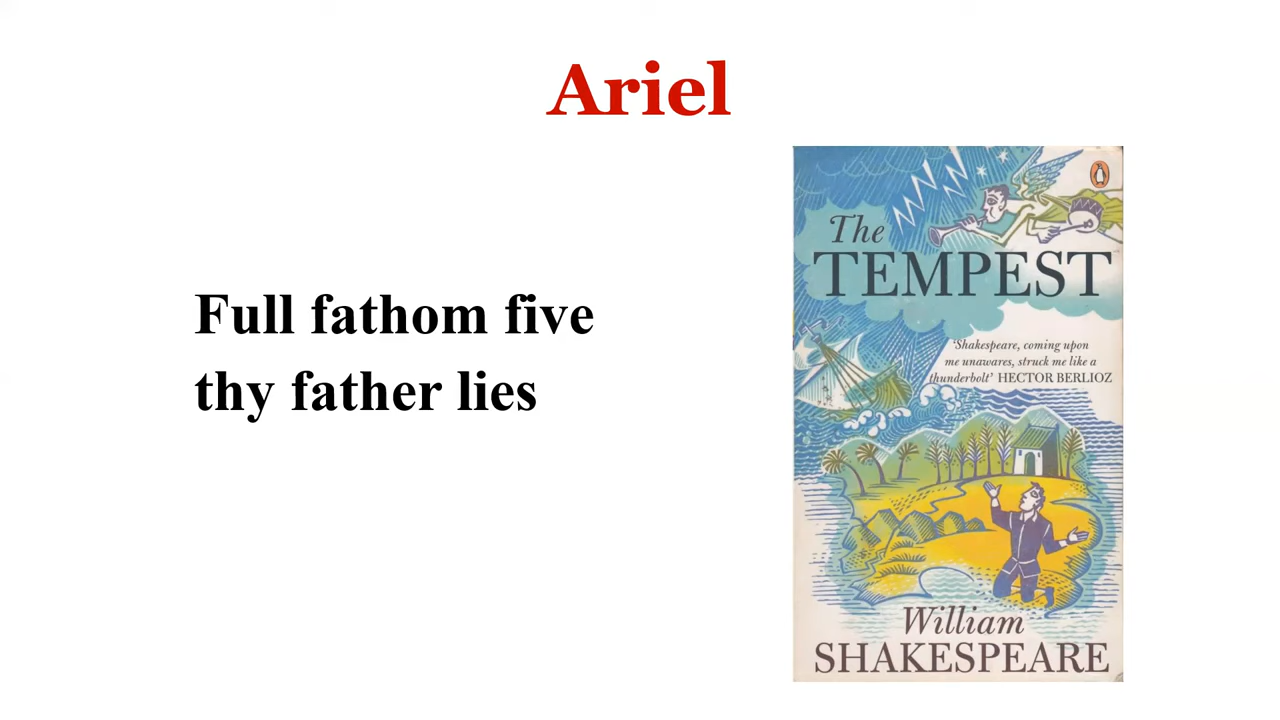 Ariel
Full fathom five
thy father lies
The
TEMPEST
'Shakespeare, coming upon
me unawares, struck me like a
thunderbolt' HECTOR BERLIOZ
William
SHAKESPEARE